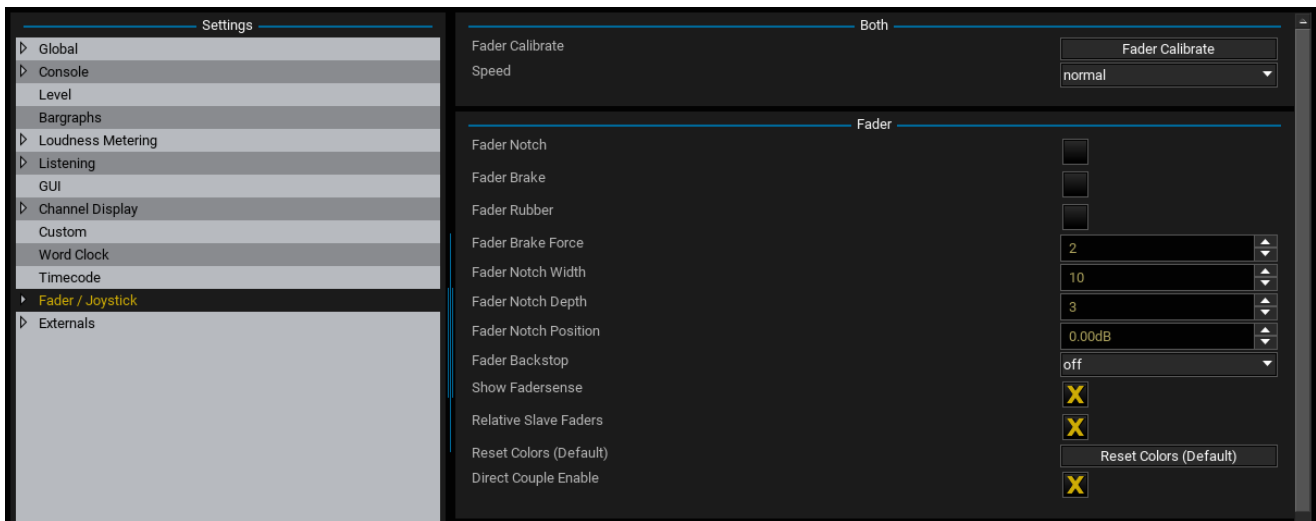 Settings
Global
Console
Level
Bargraphs
Loudness Metering
Listening
GUI
Channel Display
Custom
Word Clock
Timecode
Fader / Joystick
Externals
Both
Fader Calibrate Fader Calibrate
Speed normal
Fader
Fader Notch
Fader Brake
Fader Rubber
Fader Brake Force 2
Fader Notch Width 10
Fader Notch Depth 3
Fader Notch Position 0.00dB
Fader Backstop off
Show Fadersense X
Relative Slave Faders X
Reset Colors (Default) Reset Colors (Default)
Direct Couple Enable X